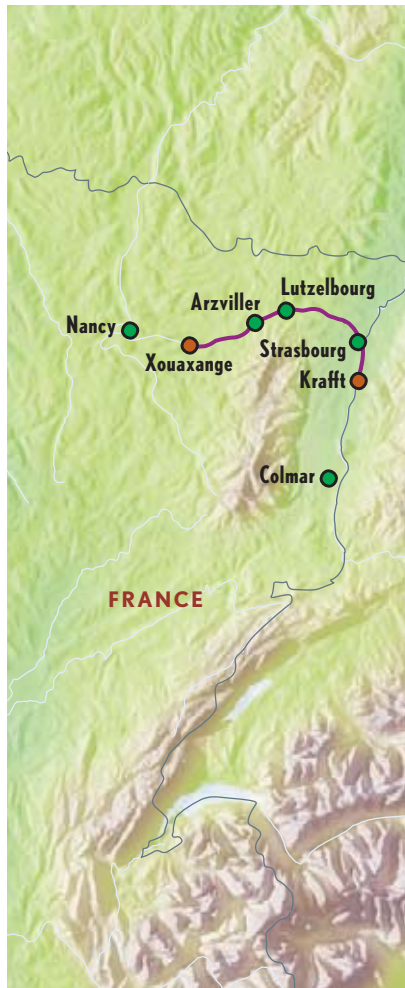 Lutzelbourg
Arzviller
Nancy
Strasbourg
Xouaxange
Krafft
Colmar
FRANCE